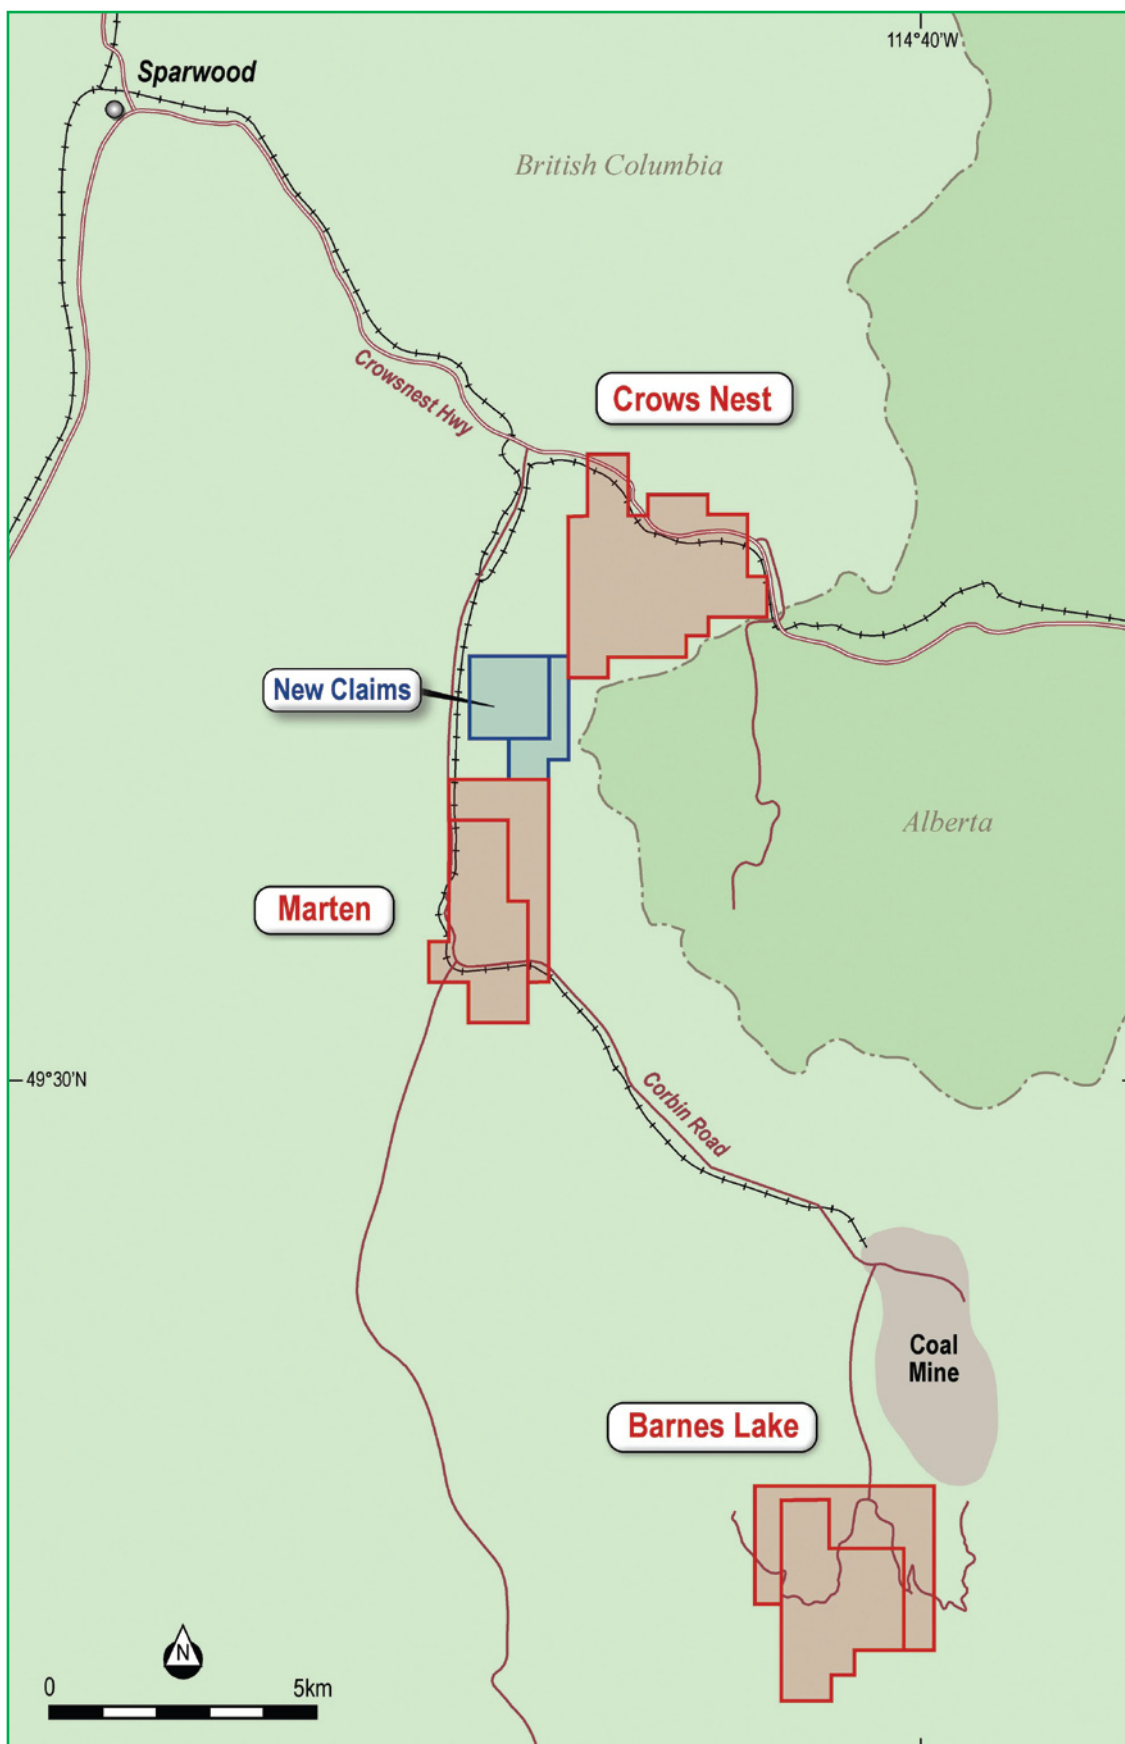 114°40'W
Sparwood
British Columbia
Crowsnest Hwy
Crows Nest
New Claims
Alberta
Marten
49°30'N
Corbin Road
Coal
Mine
Barnes Lake
N
0
5km